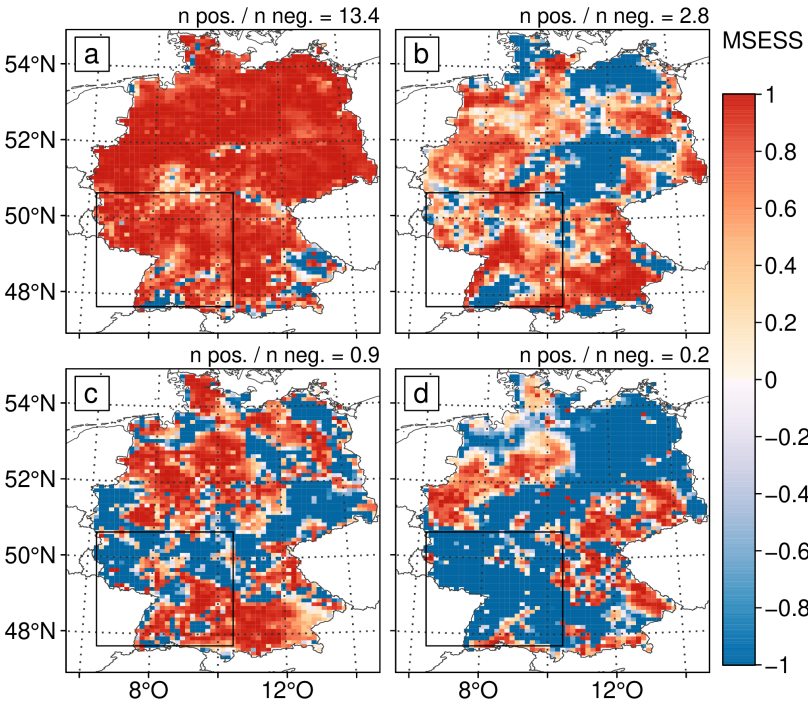 n pos. / n neg. = 13.4
n pos. / n neg. = 2.8
MSESS
a
b
54°N
52°N
50°N
48°N
1
0.8
0.6
0.4
0.2
0
−0.2
−0.4
−0.6
−0.8
−1
n pos. / n neg. = 0.9
n pos. / n neg. = 0.2
c
d
54°N
52°N
50°N
48°N
8°O
12°O
8°O
12°O